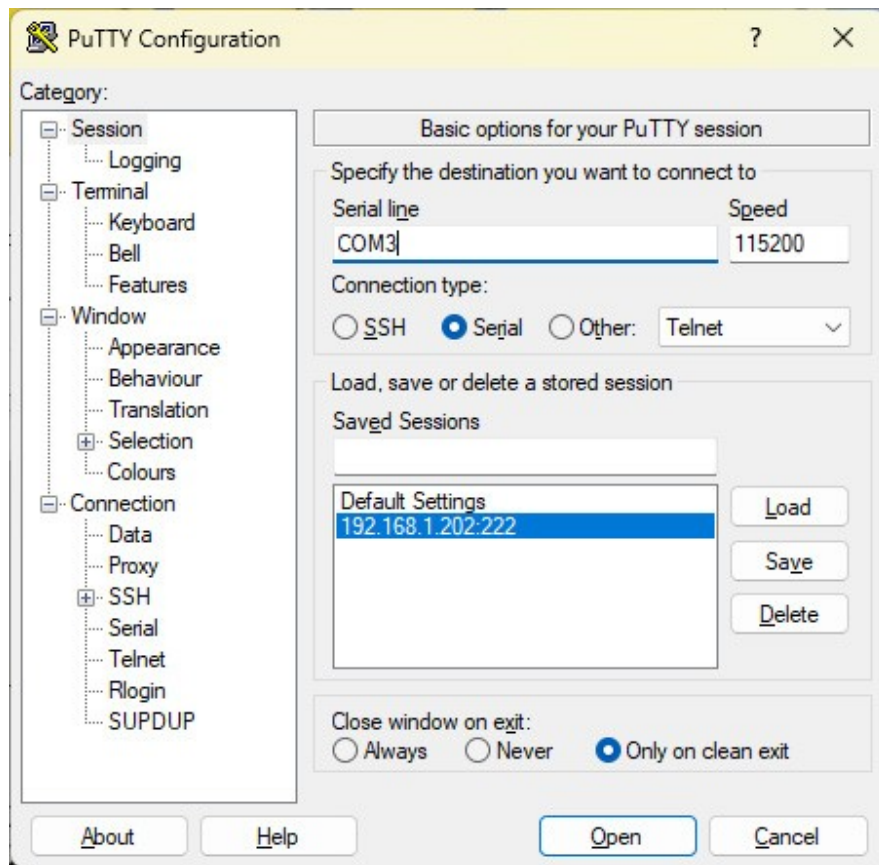 PuTTY Configuration
?
Category:
Session
Logging
Terminal
Keyboard
Bell
Features
Window
Appearance
Behaviour
Translation
Selection
Colours
Connection
Data
Proxy
SSH
Serial
Telnet
Rlogin
SUPDUP
Basic options for your PuTTY session
Specify the destination you want to connect to
Serial line Speed
COM3 115200
Connection type:
SSH Serial Other: Telnet
Load, save or delete a stored session
Saved Sessions
Default Settings
192.168.1.202:222
Load
Save
Delete
Close window on exit:
Always Never Only on clean exit
About Help Open Cancel